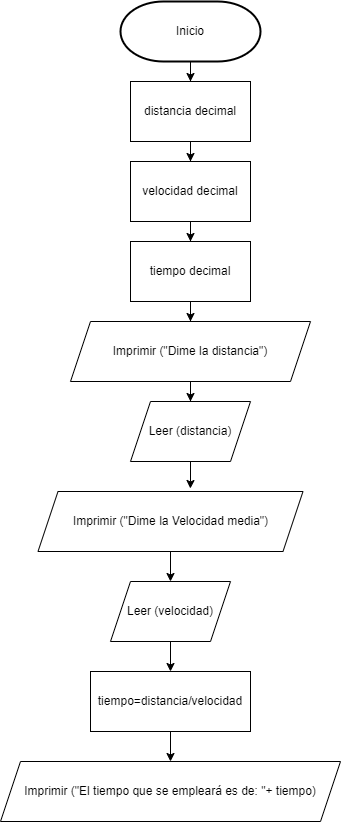 Inicio
distancia decimal
velocidad decimal
tiempo decimal
Imprimir ("Dime la distancia")
Leer (distancia)
Imprimir ("Dime la Velocidad media")
Leer (velocidad)
tiempo=distancia/velocidad
Imprimir ("El tiempo que se empleará es de: "+ tiempo)